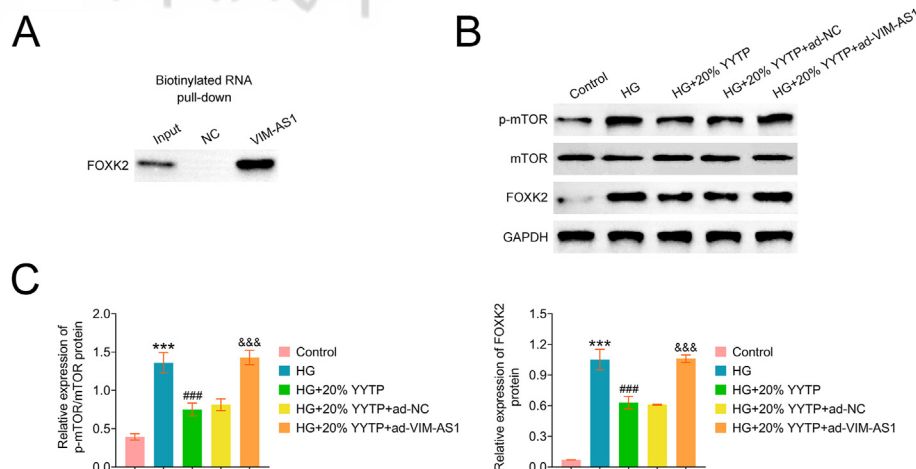 A
Biotinylated RNA
pull-down
Input
NC
VIM-AS1
FOXK2
B
Control
HG
HG+20% YYTP
HG+20% YYTP+ad-NC
HG+20% YYTP+ad-VIM-AS1
p-mTOR
mTOR
FOXK2
GAPDH
C
Relative expression of
p-mTOR/mTOR protein
2.0
1.5
1.0
0.5
0.0
***
###
&&&
Control
HG
HG+20% YYTP
HG+20% YYTP+ad-NC
HG+20% YYTP+ad-VIM-AS1
Relative expression of FOXK2
protein
1.5
1.2
0.9
0.6
0.3
0.0
***
###
&&&
Control
HG
HG+20% YYTP
HG+20% YYTP+ad-NC
HG+20% YYTP+ad-VIM-AS1